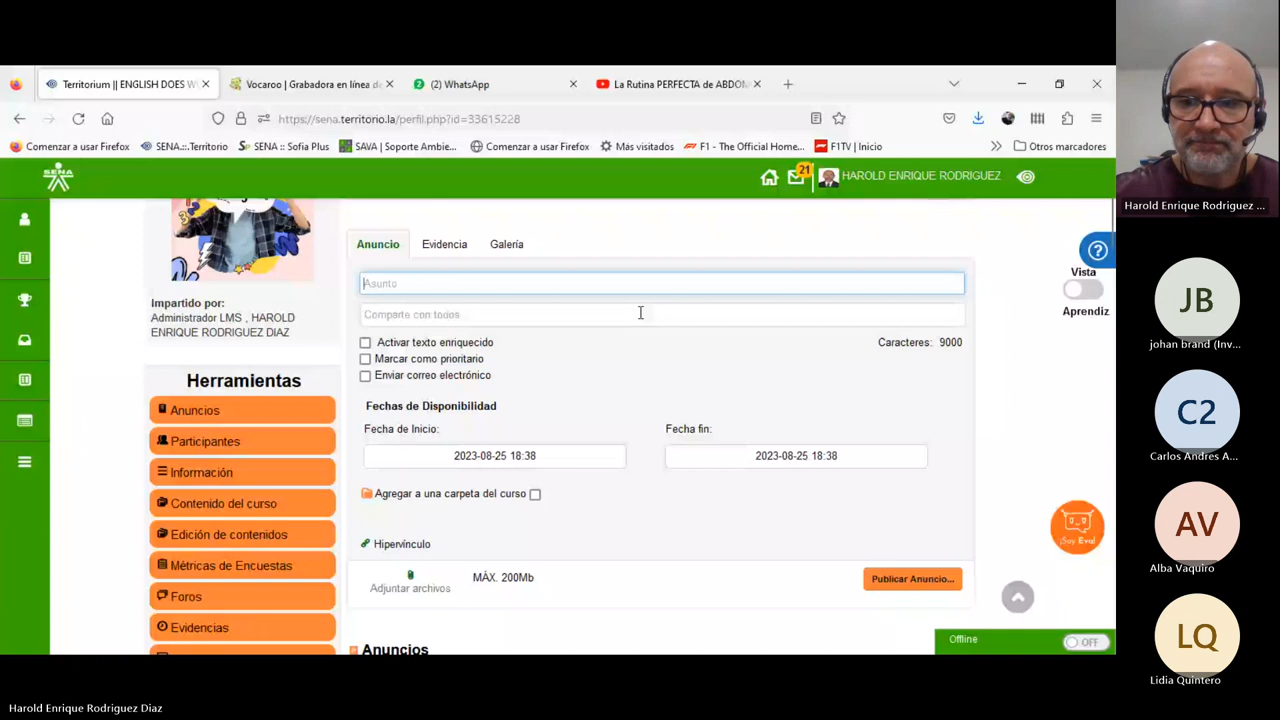 Territorium || ENGLISH DOES W
Vocaroo | Grabadora en línea de
(2) WhatsApp
La Rutina PERFECTA de ABDOM
https://sena.territorio.la/perfil.php?id=33615228
Comenzar a usar Firefox
SENA.::.Territorio
SENA :: Sofia Plus
SAVA | Soporte Ambie...
Comenzar a usar Firefox
Más visitados
F1 - The Official Home...
F1TV | Inicio
Otros marcadores
SENA
21
HAROLD ENRIQUE RODRIGUEZ
Harold Enrique Rodriguez ...
Anuncio
Evidencia
Galería
Asunto
Comparte con todos
Vista
Aprendiz
Impartido por:
Administrador LMS , HAROLD
ENRIQUE RODRIGUEZ DIAZ
Activar texto enriquecido
Caracteres: 9000
Marcar como prioritario
Enviar correo electrónico
Herramientas
Anuncios
Participantes
Información
Contenido del curso
Edición de contenidos
Métricas de Encuestas
Foros
Evidencias
Fechas de Disponibilidad
Fecha de Inicio:
Fecha fin:
2023-08-25 18:38
2023-08-25 18:38
Agregar a una carpeta del curso
Hipervínculo
Adjuntar archivos
MÁX. 200Mb
Publicar Anuncio...
¡Soy Eva!
Anuncios
Offline
OFF
JB
johan brand (Inv...
C2
Carlos Andres A...
AV
Alba Vaquiro
LQ
Lidia Quintero
Harold Enrique Rodriguez Diaz